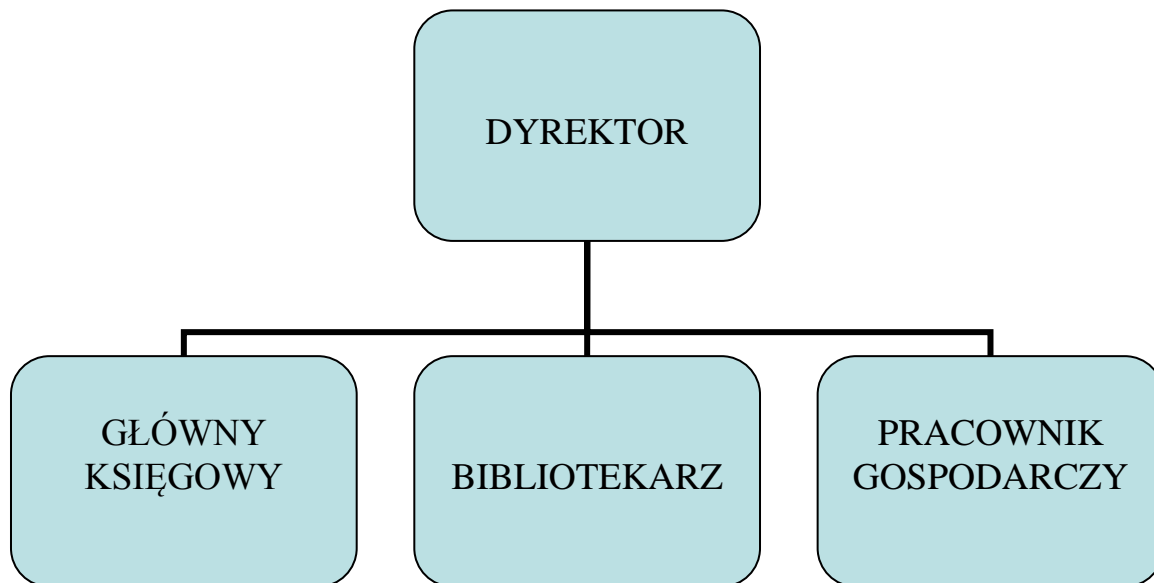 DYREKTOR
GŁÓWNY
KSIĘGOWY
BIBLIOTEKARZ
PRACOWNIK
GOSPODARCZY